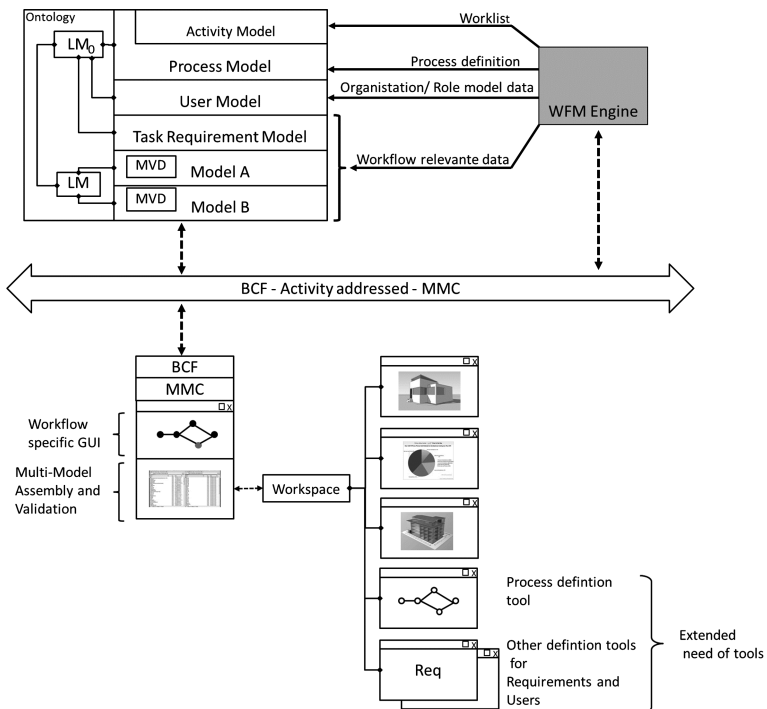 Ontology
LM0
Activity Model
Process Model
User Model
Task Requirement Model
MVD
Model A
LM
MVD
Model B
Worklist
Process definition
Organistation/ Role model data
WFM Engine
Workflow relevante data
BCF - Activity addressed - MMC
BCF
MMC
X
Workflow
specific GUI
Multi-Model
Assembly and
Validation
Workspace
X
X
X
X
Process defintion
tool
X
X
Req
Other defintion tools
for
Requirements and
Users
Extended
need of tools